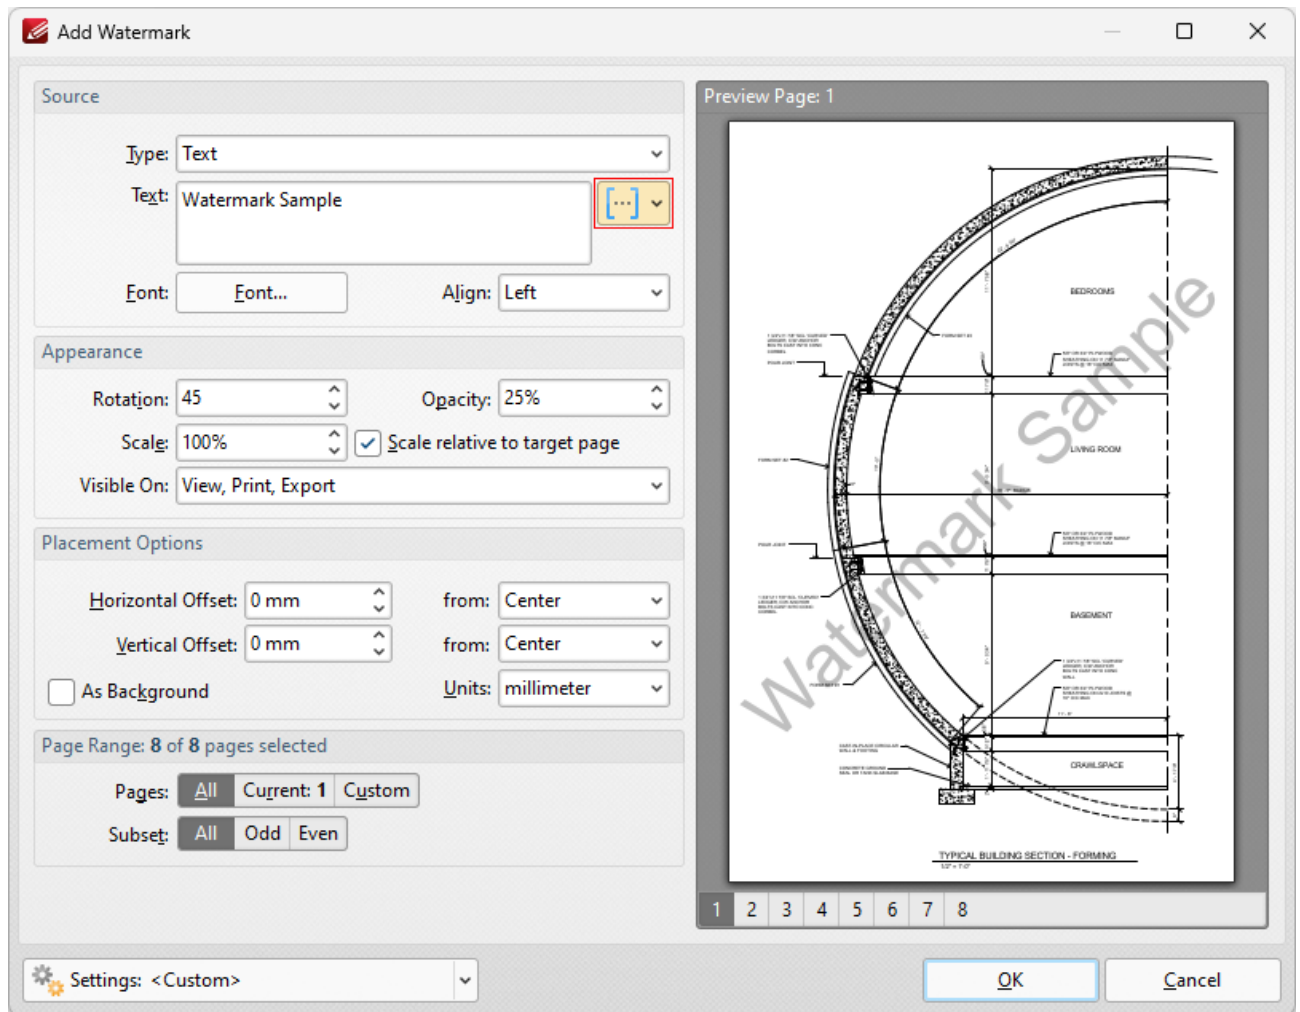 Add Watermark
Source
Type: Text
Text: Watermark Sample
Font: Font... Align: Left
Appearance
Rotation: 45 Opacity: 25%
Scale: 100% Scale relative to target page
Visible On: View, Print, Export
Placement Options
Horizontal Offset: 0 mm from: Center
Vertical Offset: 0 mm from: Center
As Background Units: millimeter
Page Range: 8 of 8 pages selected
Pages: All Current: 1 Custom
Subset: All Odd Even
Settings: <Custom>
Preview Page: 1
BEDROOMS
LIVING ROOM
BASEMENT
CRAWLSPACE
Watermark Sample
TYPICAL BUILDING SECTION - FORMING
1 2 3 4 5 6 7 8
OK Cancel